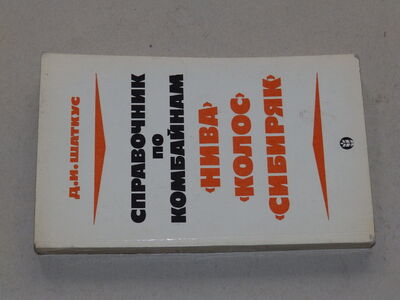 Д.И.ШАТКУС
СПРАВОЧНИК
ПО
КОМБАЙНАМ
«НИВА»
«КОЛОС»
«СИБИРЯК»